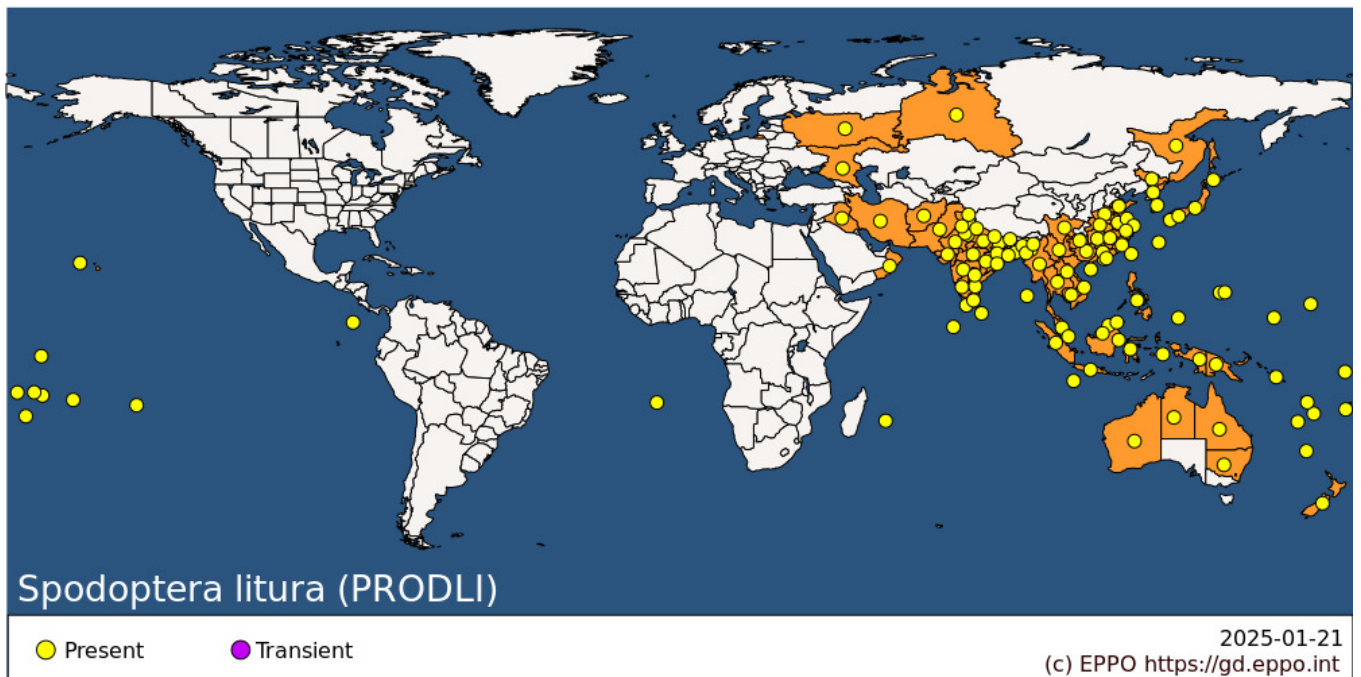 Spodoptera litura (PRODLI)
Present
Transient
2025-01-21
(c) EPPO https://gd.eppo.int